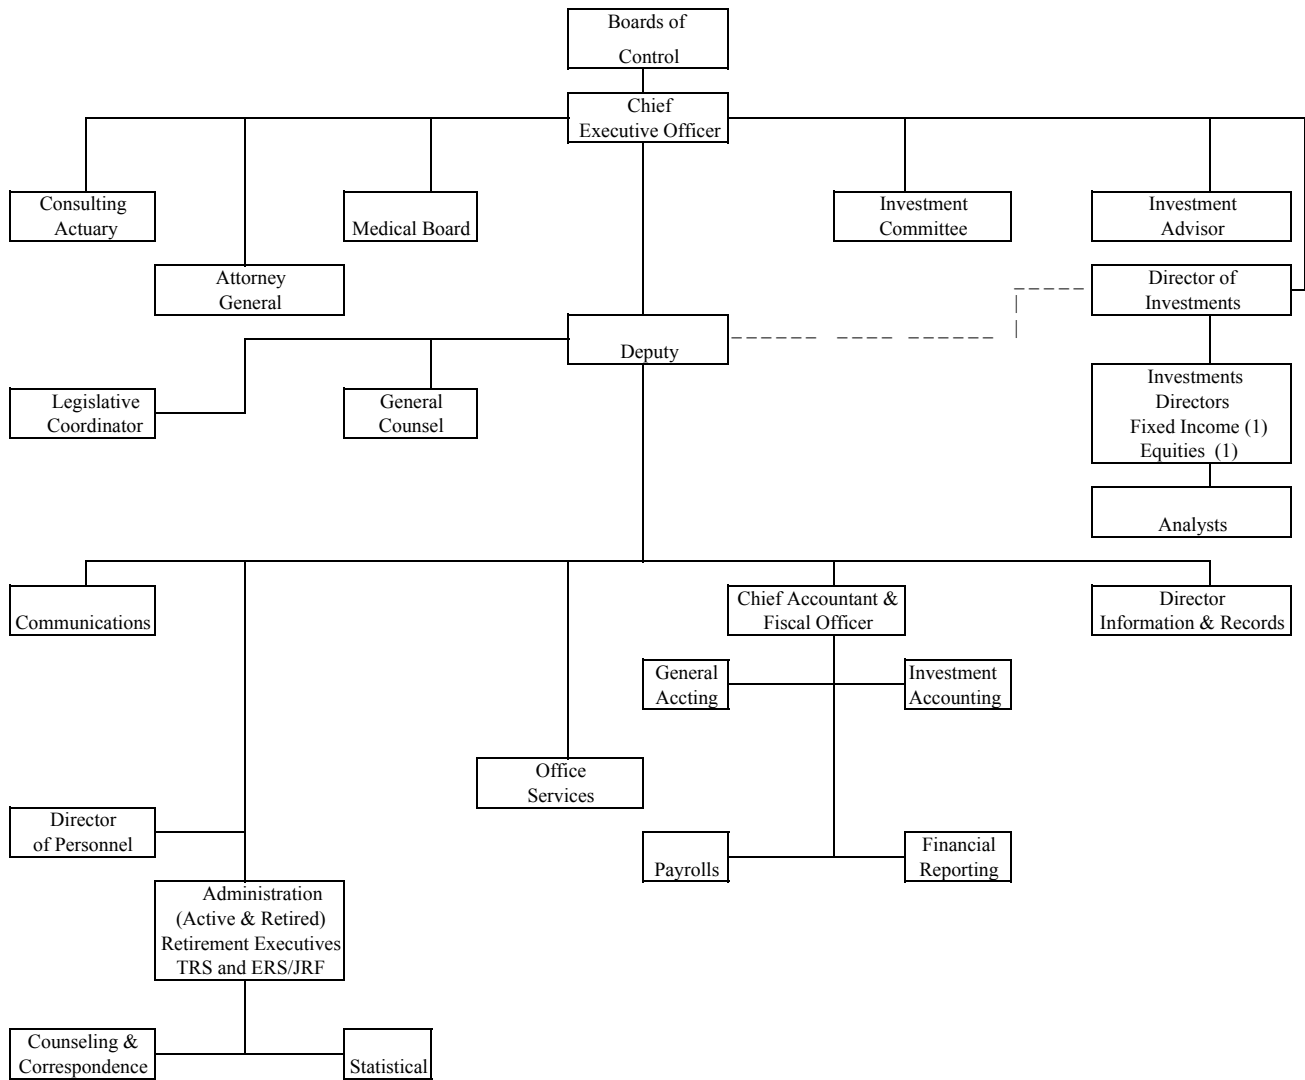 Boards of
Control
Chief
Executive Officer
Consulting
Actuary
Medical Board
Investment
Committee
Investment
Advisor
Attorney
General
Director of
Investments
Deputy
Legislative
Coordinator
General
Counsel
Investments
Directors
Fixed Income (1)
Equities (1)
Analysts
Communications
Chief Accountant &
Fiscal Officer
Director
Information & Records
General
Accting
Investment
Accounting
Office
Services
Director
of Personnel
Payrolls
Financial
Reporting
Administration
(Active & Retired)
Retirement Executives
TRS and ERS/JRF
Counseling &
Correspondence
Statistical